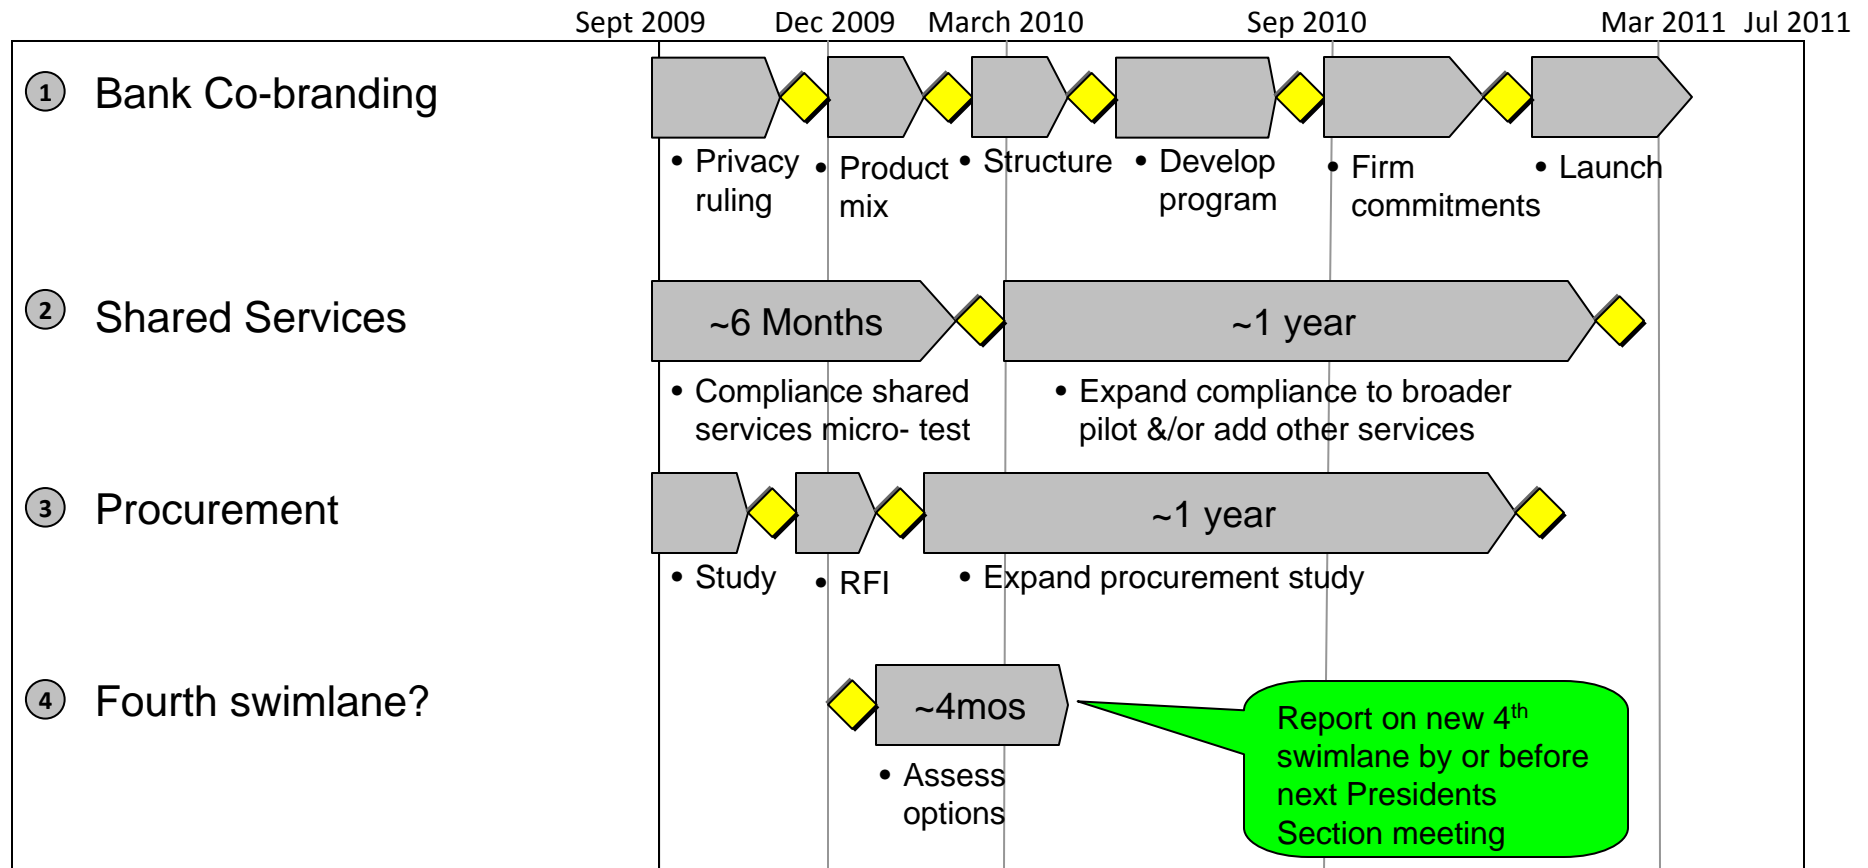 Sept 2009 Dec 2009 March 2010 Sep 2010 Mar 2011 Jul 2011
1 Bank Co-branding
• Privacy ruling
• Product mix
• Structure
• Develop program
• Firm commitments
• Launch
2 Shared Services
~6 Months
~1 year
• Compliance shared
services micro- test
• Expand compliance to broader
pilot &/or add other services
3 Procurement
~1 year
• Study
• RFI
• Expand procurement study
4 Fourth swimlane?
~4mos
• Assess
options
Report on new 4th
swimlane by or before
next Presidents
Section meeting